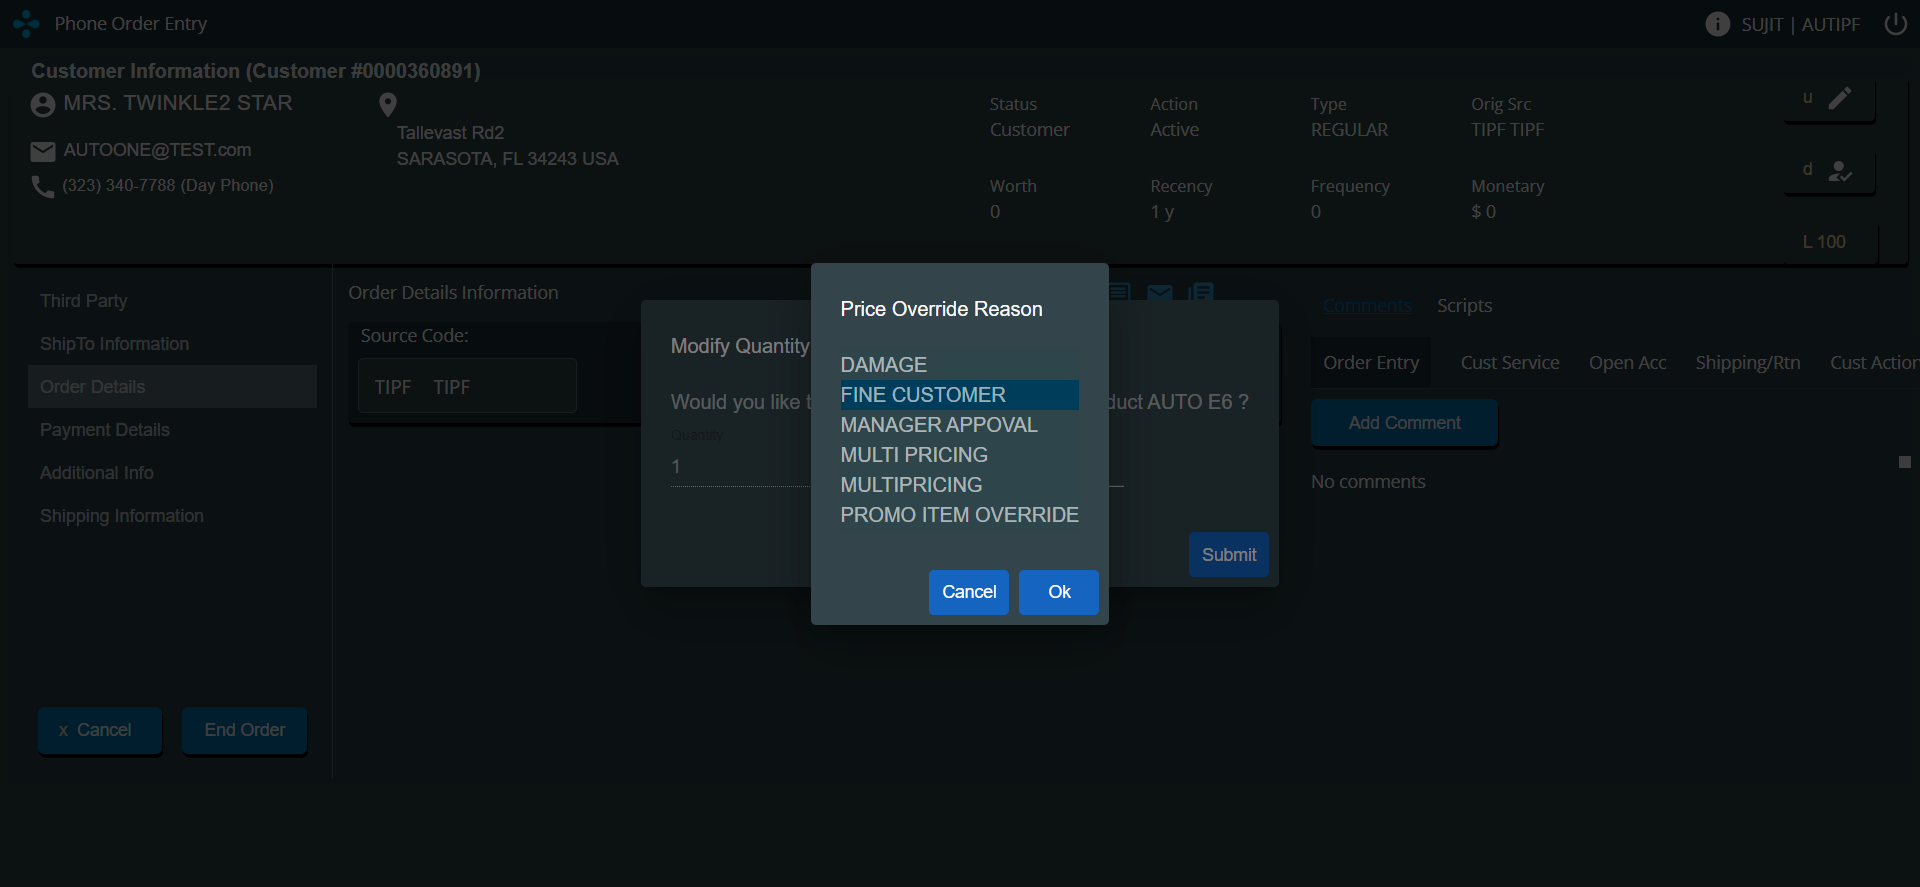 Phone Order Entry
SUJIT | AUTIPF
Customer Information (Customer #0000360891)
MRS. TWINKLE2 STAR
AUTOONE@TEST.com
(323) 340-7788 (Day Phone)
Tallevast Rd2
SARASOTA, FL 34243 USA
Status
Customer
Action
Active
Type
REGULAR
Orig Src
TIPF TIPF
Worth
0
Recency
1 y
Frequency
0
Monetary
$ 0
u
d
L 100
Third Party
ShipTo Information
Order Details
Payment Details
Additional Info
Shipping Information
x Cancel
End Order
Order Details Information
Source Code:
TIPF TIPF
Modify Quantity
Would you like
duct AUTO E6 ?
Quantity
1
Submit
Price Override Reason
DAMAGE
FINE CUSTOMER
MANAGER APPOVAL
MULTI PRICING
MULTIPRICING
PROMO ITEM OVERRIDE
Cancel
Ok
Comments
Scripts
Order Entry
Cust Service
Open Acc
Shipping/Rtn
Cust Action
Add Comment
No comments